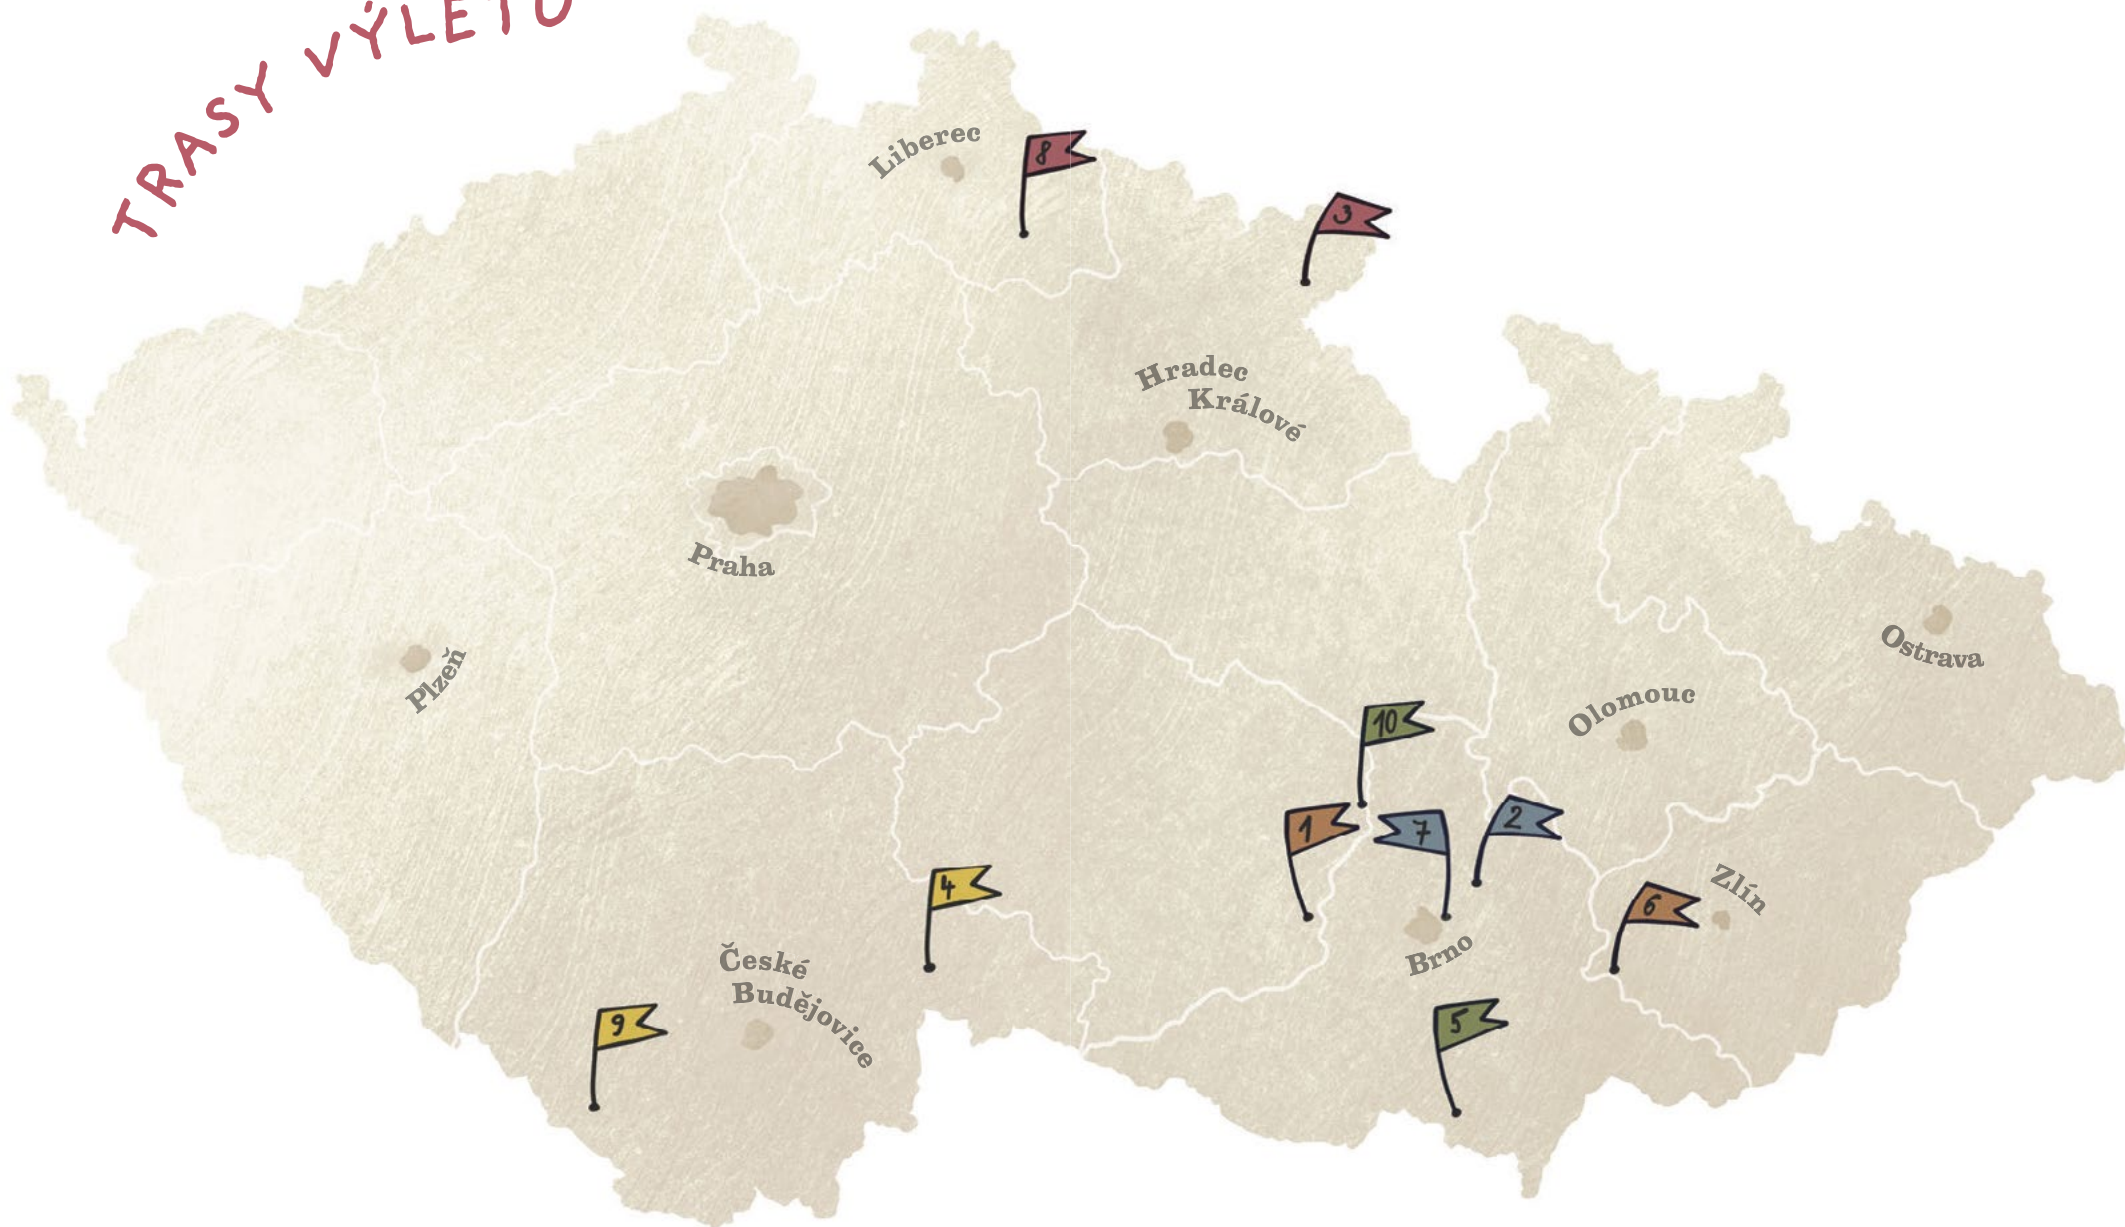 TRASY VÝLETŮ
Liberec
8
3
Hradec
Králové
Praha
Plzeň
Ostrava
Olomouc
10
1
7
2
Zlín
4
6
Brno
České
Budějovice
9
5